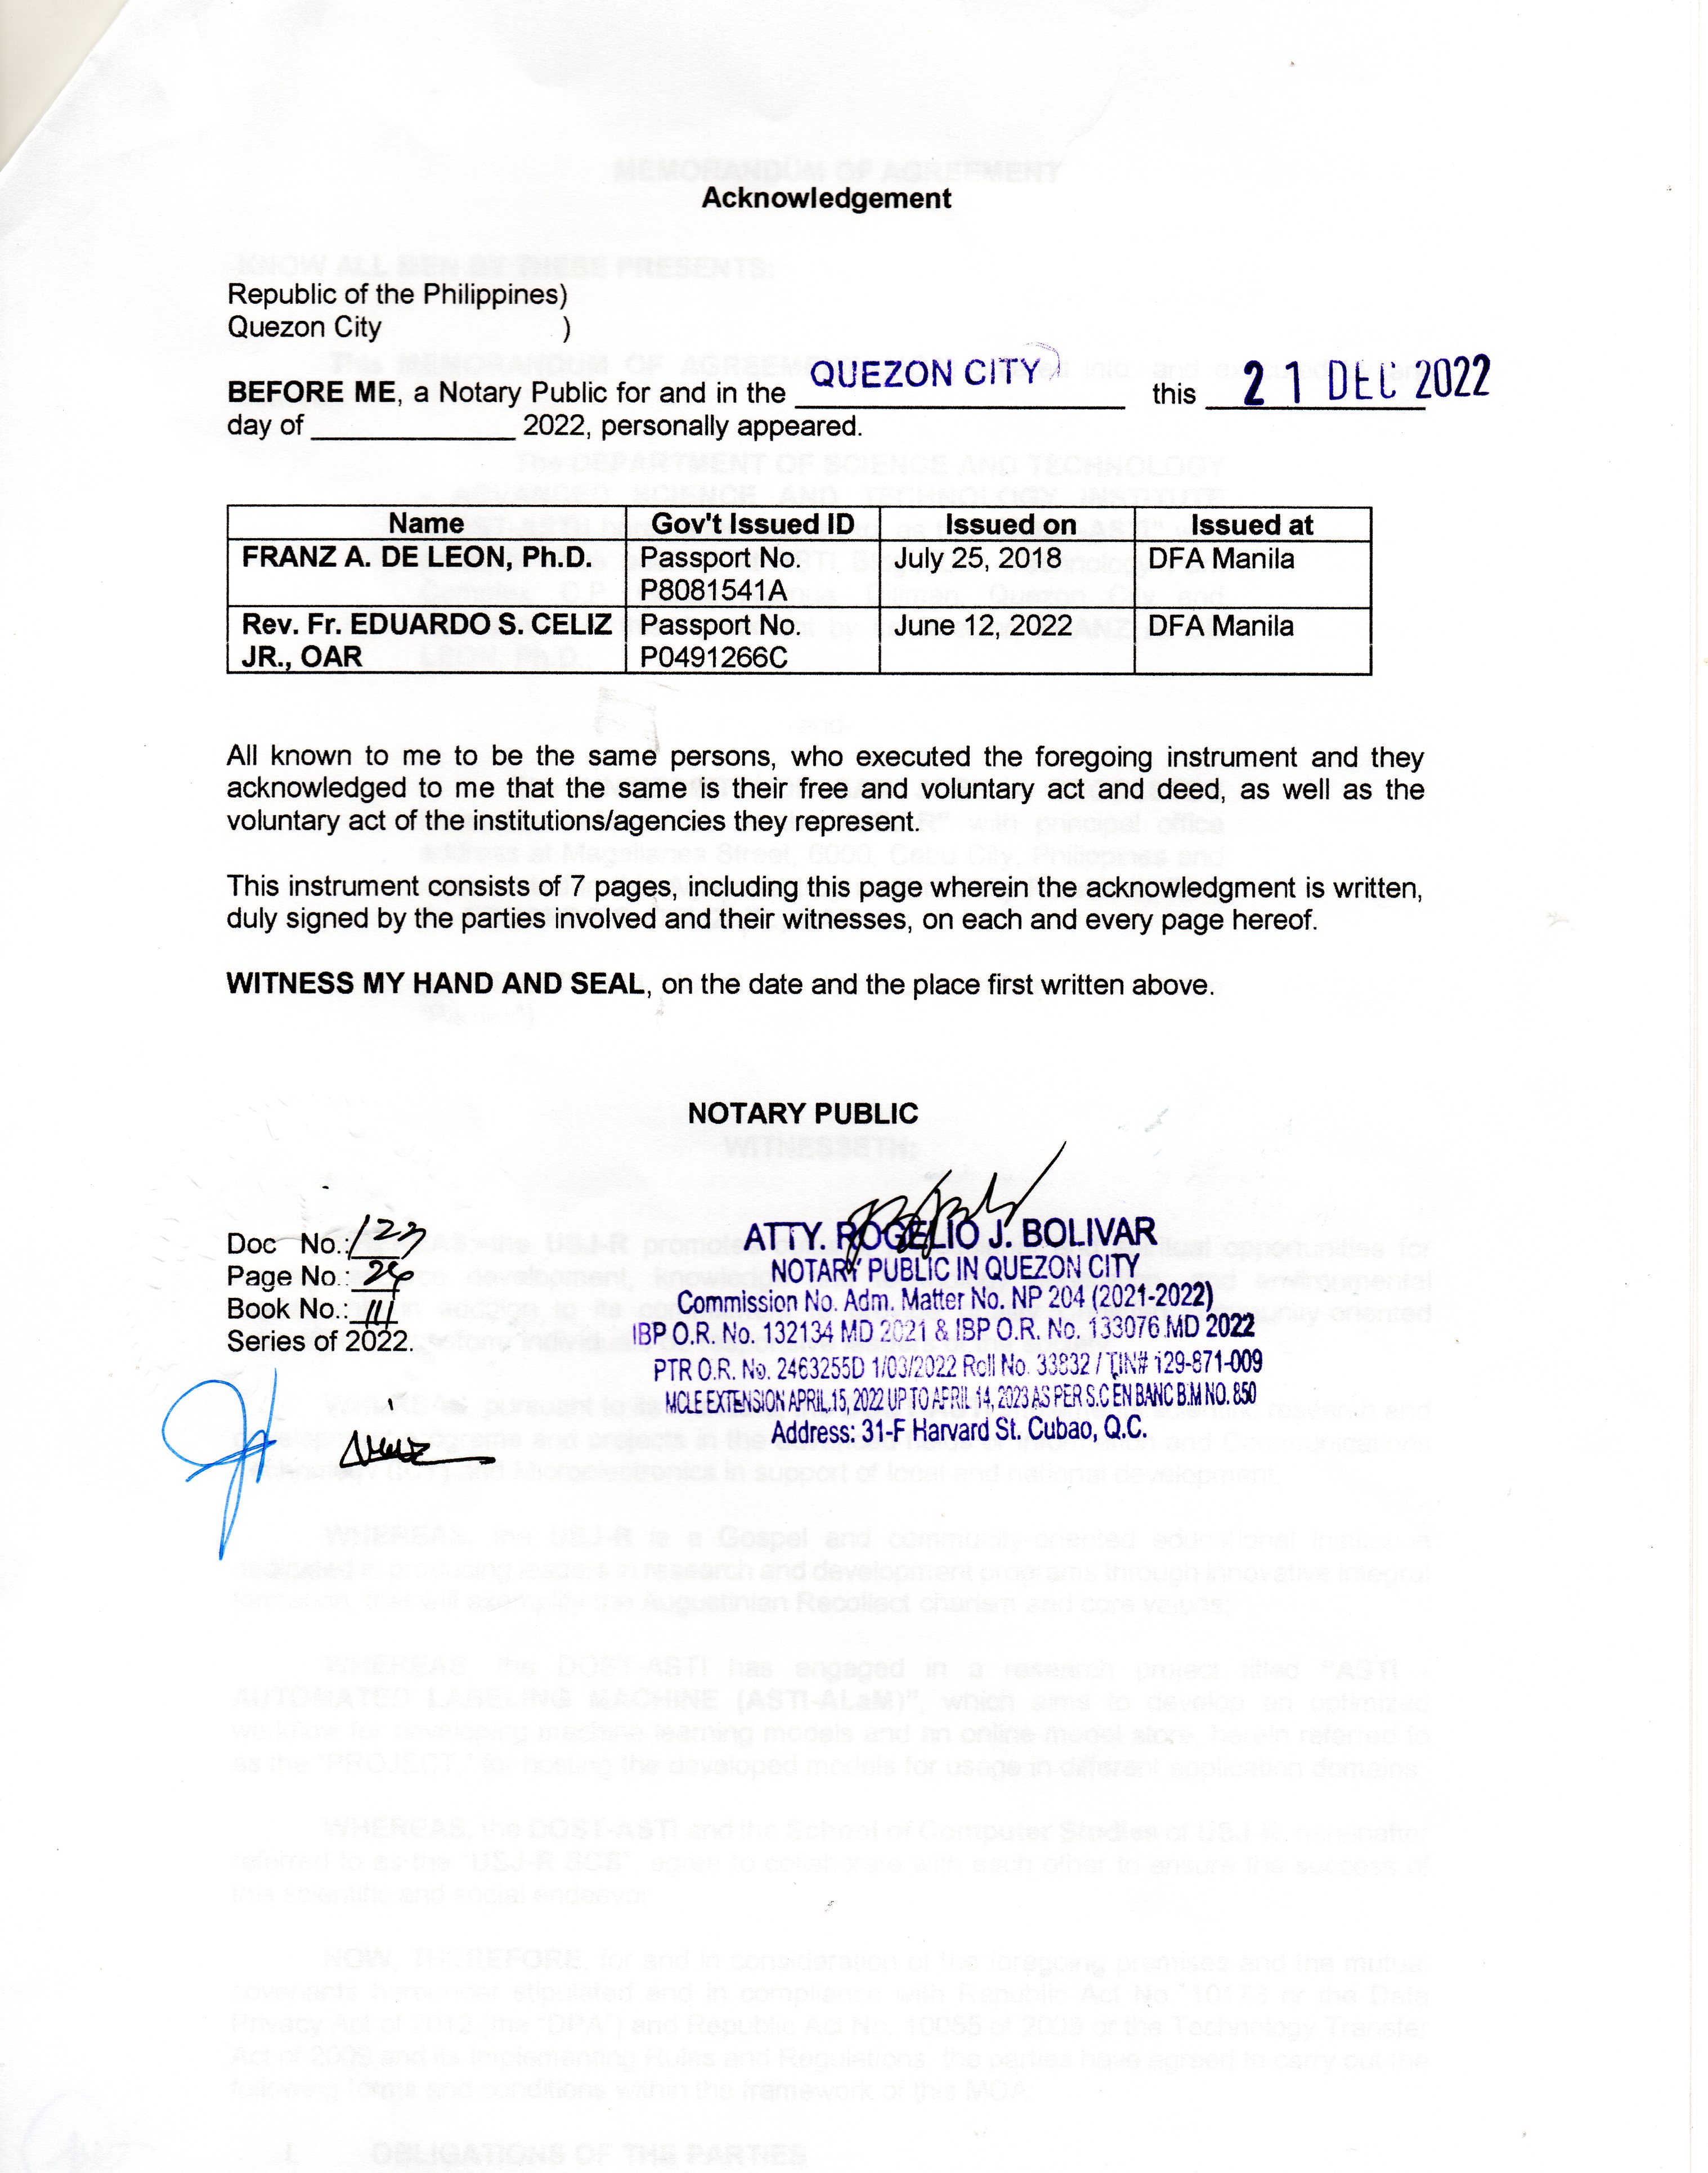 Acknowledgement
Republic of the Philippines)
Quezon City )
BEFORE ME, a Notary Public for and in the QUEZON CITY this 21 DEC 2022
day of ____________ 2022, personally appeared.
Name Gov't Issued ID Issued on Issued at
FRANZ A. DE LEON, Ph.D. Passport No. July 25, 2018 DFA Manila
P8081541A
Rev. Fr. EDUARDO S. CELIZ Passport No. June 12, 2022 DFA Manila
JR., OAR P0491266C
All known to me to be the same persons, who executed the foregoing instrument and they
acknowledged to me that the same is their free and voluntary act and deed, as well as the
voluntary act of the institutions/agencies they represent.
This instrument consists of 7 pages, including this page wherein the acknowledgment is written,
duly signed by the parties involved and their witnesses, on each and every page hereof.
WITNESS MY HAND AND SEAL, on the date and the place first written above.
NOTARY PUBLIC
Doc No.:
Page No.:
Book No.: III
Series of 2022.
ATTY. ROGELIO J. BOLIVAR
NOTARY PUBLIC IN QUEZON CITY
Commission No. Adm. Matter No. NP 204 (2021-2022)
IBP O.R. No. 132134 MD 2021 & IBP O.R. No. 133076 MD 2022
PTR O.R. No. 2463255D 1/03/2022 Roll No. 33832 / TIN# 129-871-009
MCLE EXTENSION APRIL 15, 2022 UP TO APRIL 14, 2023 AS PER S.C EN BANC B.M NO. 850
Address: 31-F Harvard St. Cubao, Q.C.